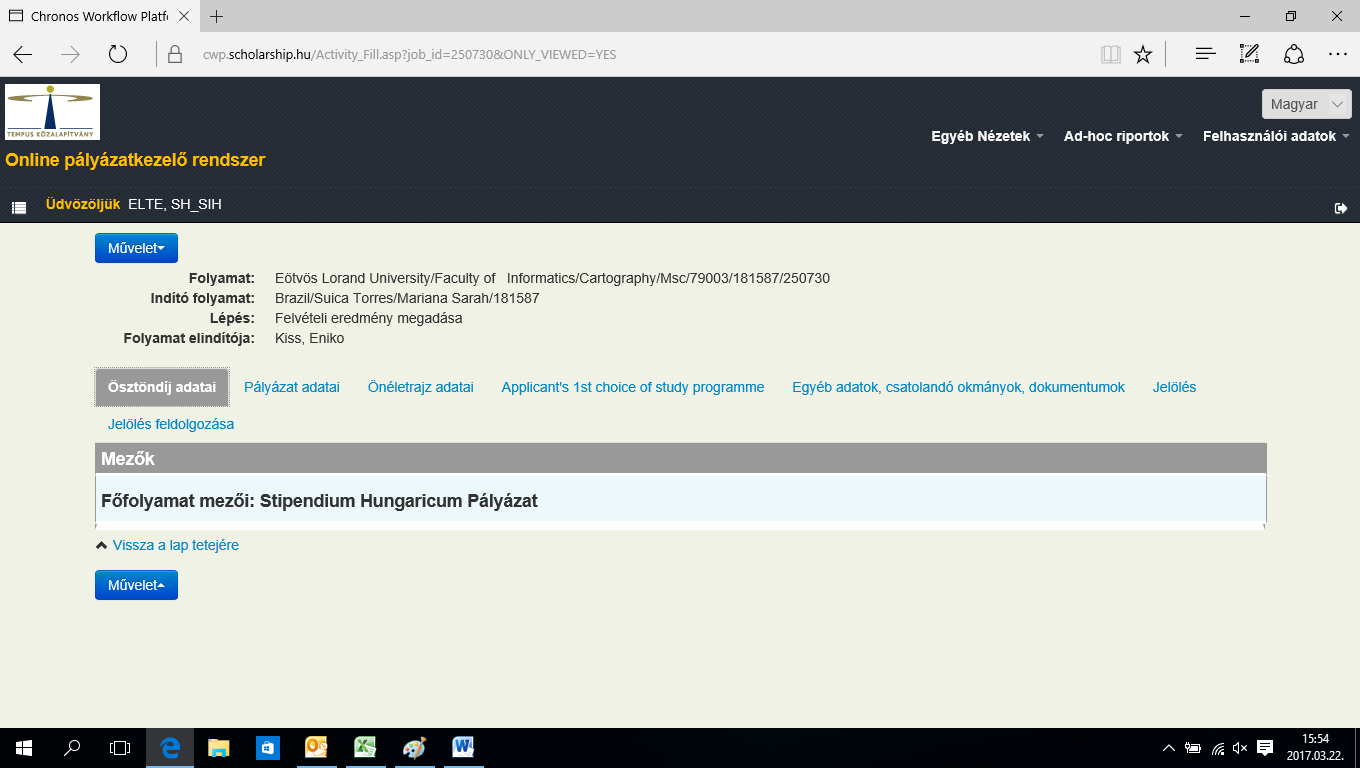 Chronos Workflow Platf
cwp.scholarship.hu/Activity_Fill.asp?job_id=250730&ONLY_VIEWED=YES
TEMPUS KÖZALAPÍTVÁNY
Magyar
Egyéb Nézetek Ad-hoc riportok Felhasználói adatok
Online pályázatkezelő rendszer
Üdvözöljük ELTE, SH_SIH
Művelet
Folyamat: Eötvös Lorand University/Faculty of Informatics/Cartography/Msc/79003/181587/250730
Indító folyamat: Brazil/Suica Torres/Mariana Sarah/181587
Lépés: Felvételi eredmény megadása
Folyamat elindítója: Kiss, Eniko
Ösztöndíj adatai Pályázat adatai Önéletrajz adatai Applicant's 1st choice of study programme Egyéb adatok, csatolandó okmányok, dokumentumok Jelölés
Jelölés feldolgozása
Mezők
Főfolyamat mezői: Stipendium Hungaricum Pályázat
Vissza a lap tetejére
Művelet
15:54
2017.03.22.